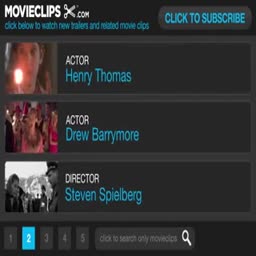 MOVIECLIPS .COM
click below to watch new trailers and related movie clips
CLICK TO SUBSCRIBE
ACTOR
Henry Thomas
ACTOR
Drew Barrymore
DIRECTOR
Steven Spielberg
1 2 3 4 5 click to search only movieclips